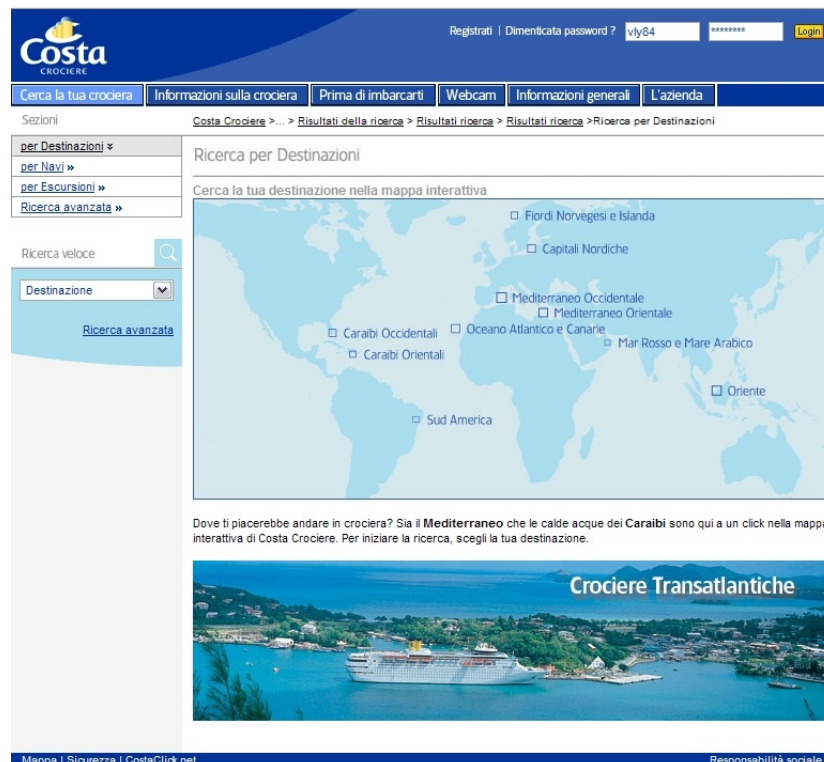 Costa
CROCIERE
Registrati | Dimenticata password ? vly84 ******** Login
Cerca la tua crociera Informazioni sulla crociera Prima di imbarcarti Webcam Informazioni generali L'azienda
Sezioni
Costa Crociere >... > Risultati della ricerca > Risultati ricerca > Risultati ricerca >Ricerca per Destinazioni
per Destinazioni
per Navi »
per Escursioni »
Ricerca avanzata »
Ricerca veloce
Destinazione
Ricerca avanzata
Ricerca per Destinazioni
Cerca la tua destinazione nella mappa interattiva
Fiordi Norvegesi e Islanda
Capitali Nordiche
Mediterraneo Occidentale
Mediterraneo Orientale
Caraibi Occidentali
Oceano Atlantico e Canarie
Mar Rosso e Mare Arabico
Caraibi Orientali
Oriente
Sud America
Dove ti piacerebbe andare in crociera? Sia il Mediterraneo che le calde acque dei Caraibi sono qui a un click nella mappa
interattiva di Costa Crociere. Per iniziare la ricerca, scegli la tua destinazione.
Crociere Transatlantiche
Mappa | Sicurezza | CostaClick.net
Responsabilità sociale